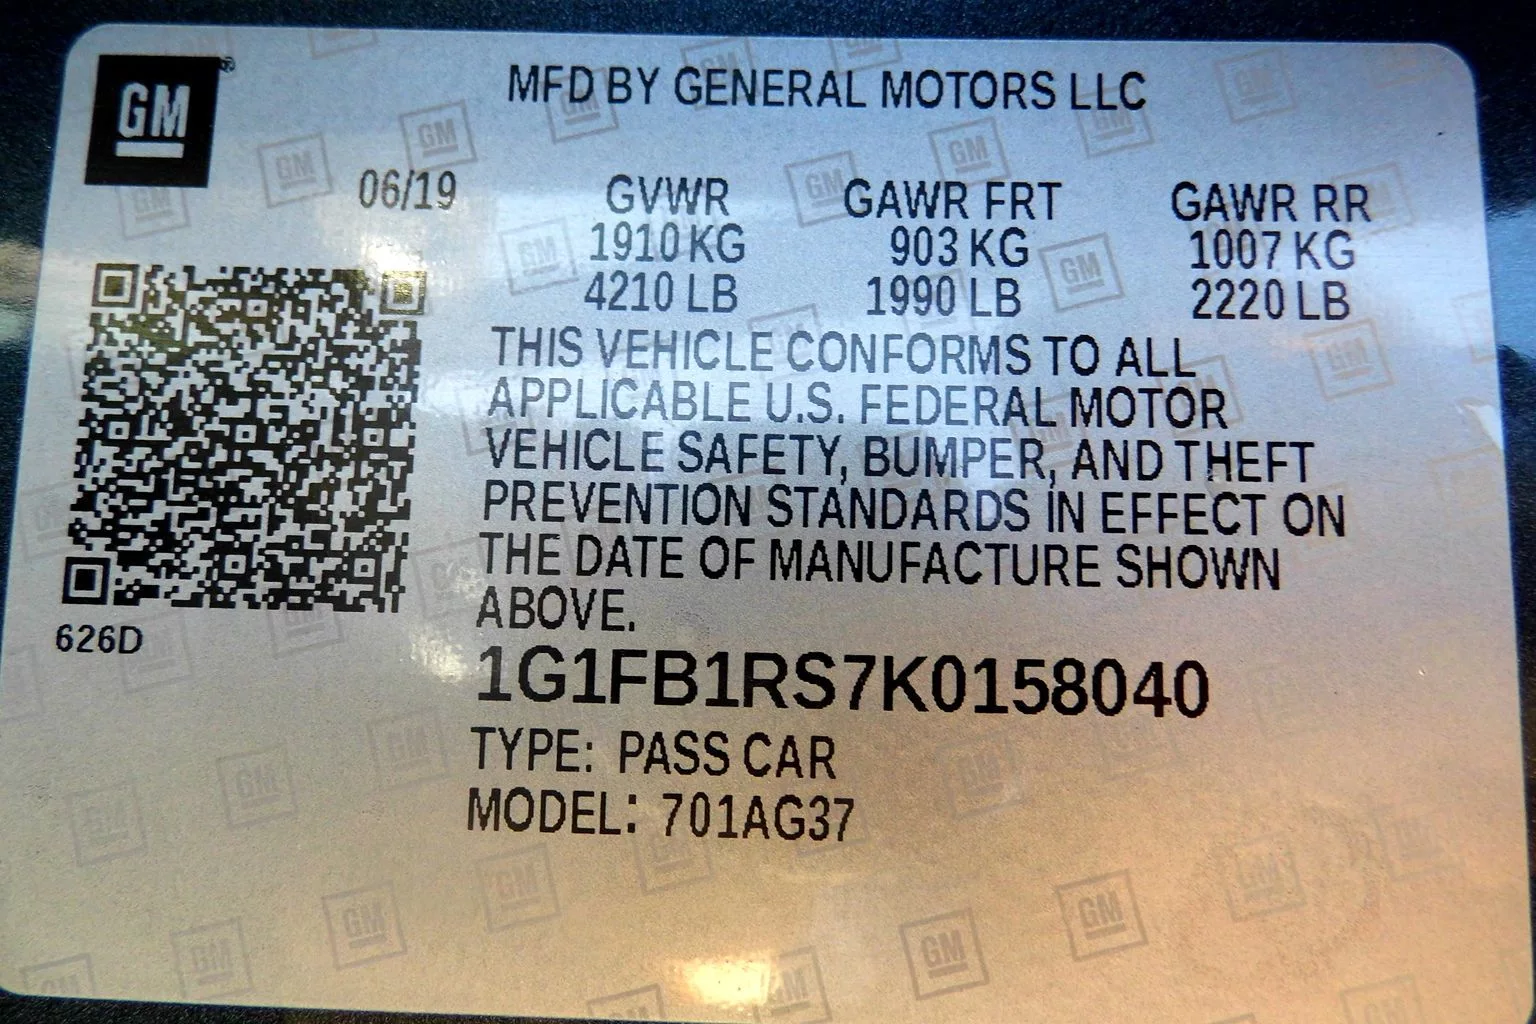 GM®
MFD BY GENERAL MOTORS LLC
06/19
GVWR GAWR FRT GAWR RR
1910 KG 903 KG 1007 KG
4210 LB 1990 LB 2220 LB
THIS VEHICLE CONFORMS TO ALL
APPLICABLE U.S. FEDERAL MOTOR
VEHICLE SAFETY, BUMPER, AND THEFT
PREVENTION STANDARDS IN EFFECT ON
THE DATE OF MANUFACTURE SHOWN
ABOVE.
626D
1G1FB1RS7K0158040
TYPE: PASS CAR
MODEL: 701AG37